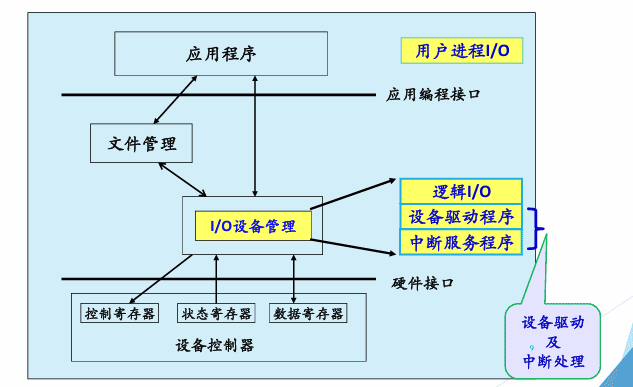 应用程序
用户进程I/O
应用编程接口
文件管理
逻辑I/O
I/O设备管理
设备驱动程序
中断服务程序
硬件接口
控制寄存器
状态寄存器
数据寄存器
设备控制器
设备驱动
及
中断处理